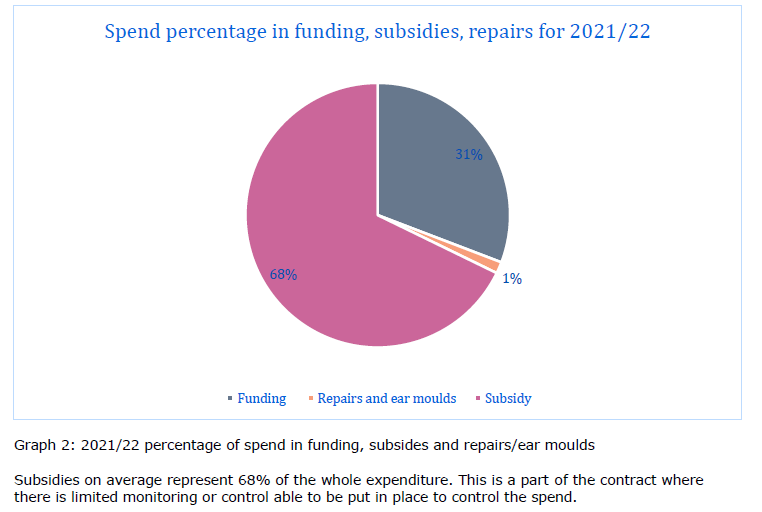 Spend percentage in funding, subsidies, repairs for 2021/22
31%
1%
68%
Funding
Repairs and ear moulds
Subsidy
Graph 2: 2021/22 percentage of spend in funding, subsides and repairs/ear moulds
Subsidies on average represent 68% of the whole expenditure. This is a part of the contract where
there is limited monitoring or control able to be put in place to control the spend.